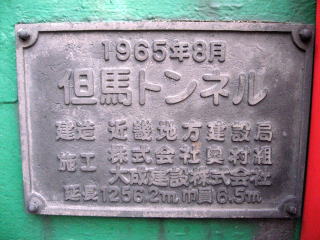 1965年8月
但馬トンネル
建造 近畿地方建設局
施工 株式会社奥村組
大成建設株式会社
延長1256.2m 巾員6.5m